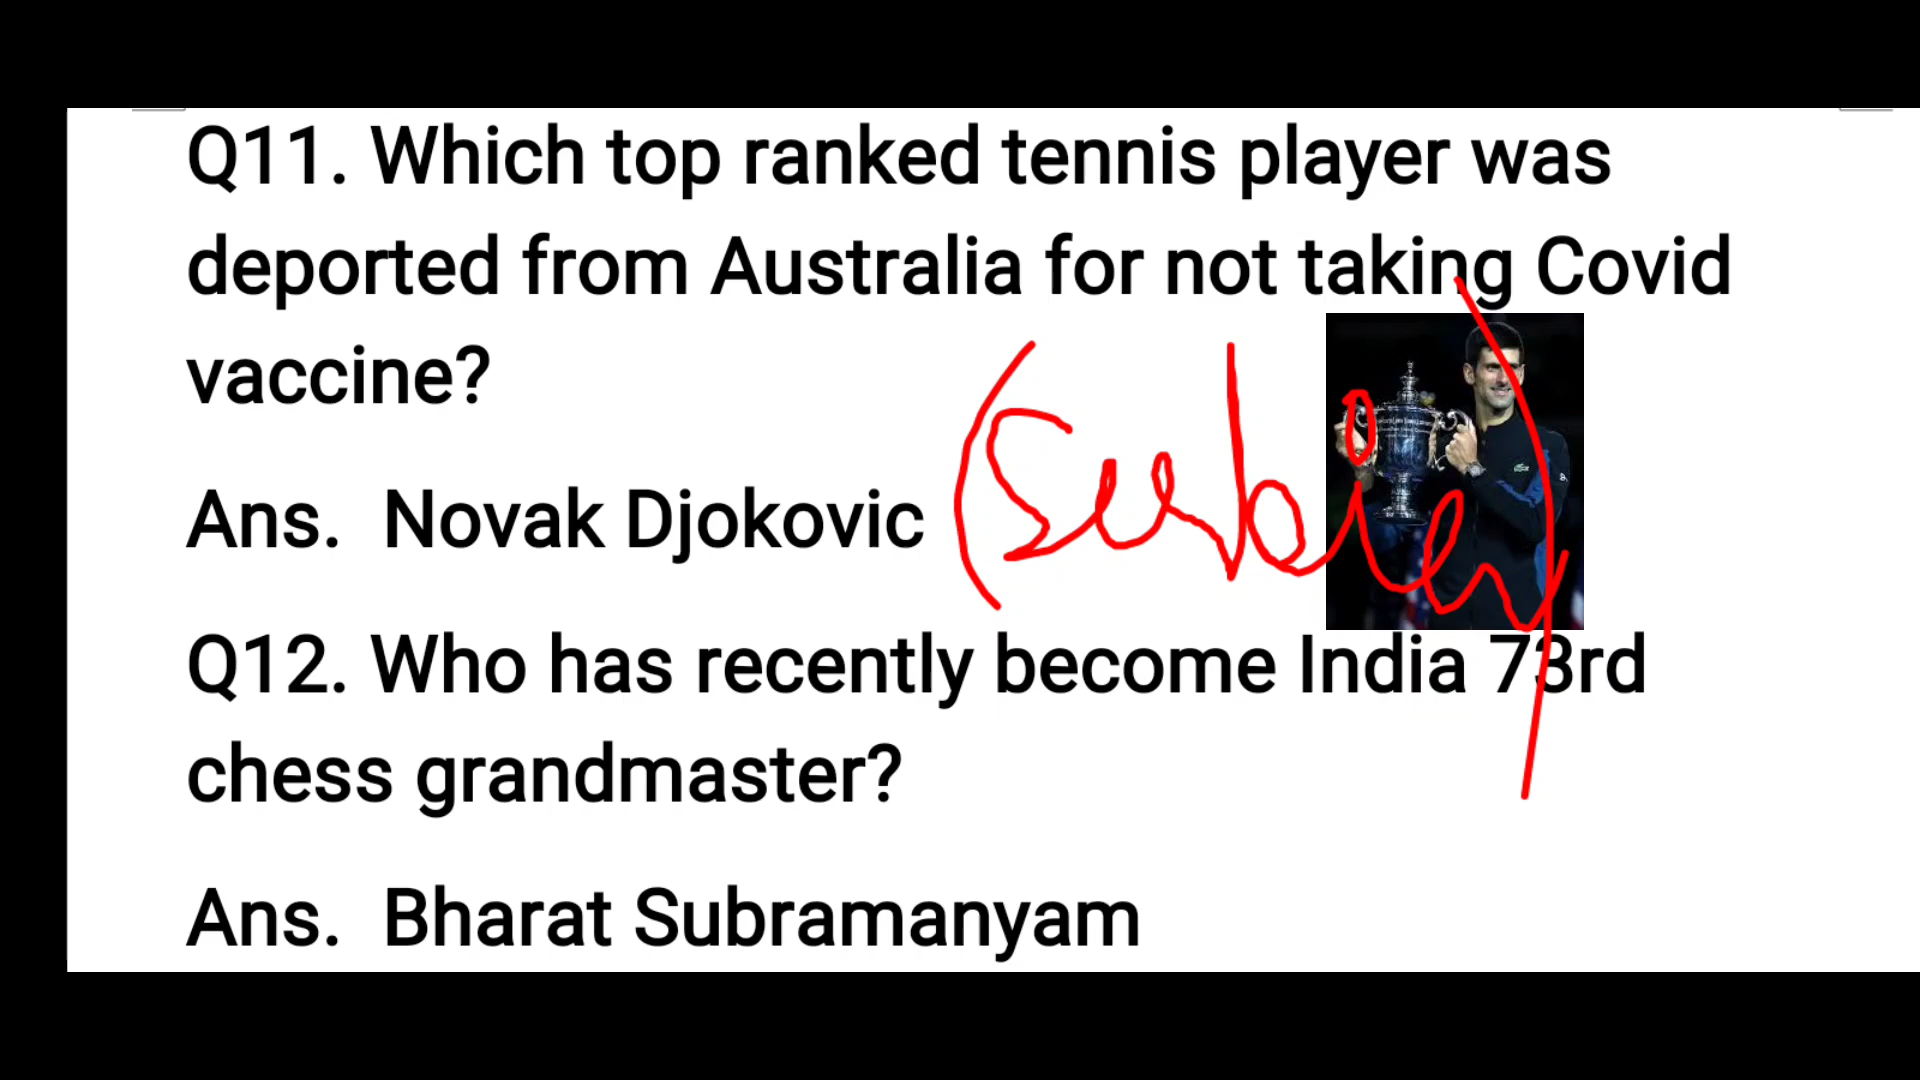 Q11. Which top ranked tennis player was
deported from Australia for not taking Covid
vaccine?
Ans. Novak Djokovic (Serbia)
Q12. Who has recently become India 73rd
chess grandmaster?
Ans. Bharat Subramanyam